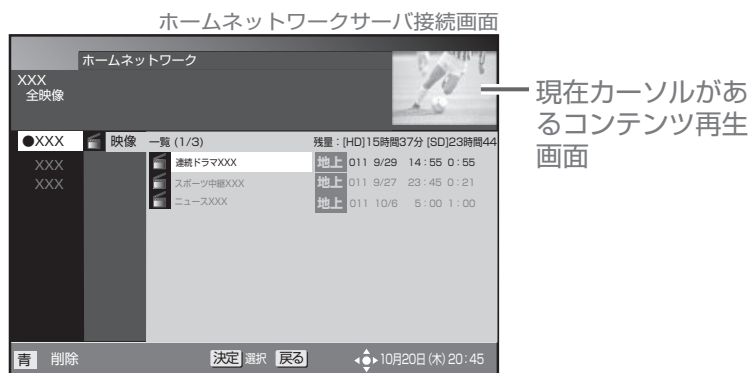 ホームネットワークサーバ接続画面
ホームネットワーク
XXX
全映像
現在カーソルがあ
るコンテンツ再生
画面
●XXX 映像 一覧 (1/3) 残量：[HD]15時間37分 [SD]23時間44
連続ドラマXXX 地上 011 9/29 14：55 0：55
XXX
スポーツ中継XXX 地上 011 9/27 23：45 0：21
XXX
ニュースXXX 地上 011 10/6 5：00 1：00
青 削除 決定 選択 戻る 10月20日(木) 20：45